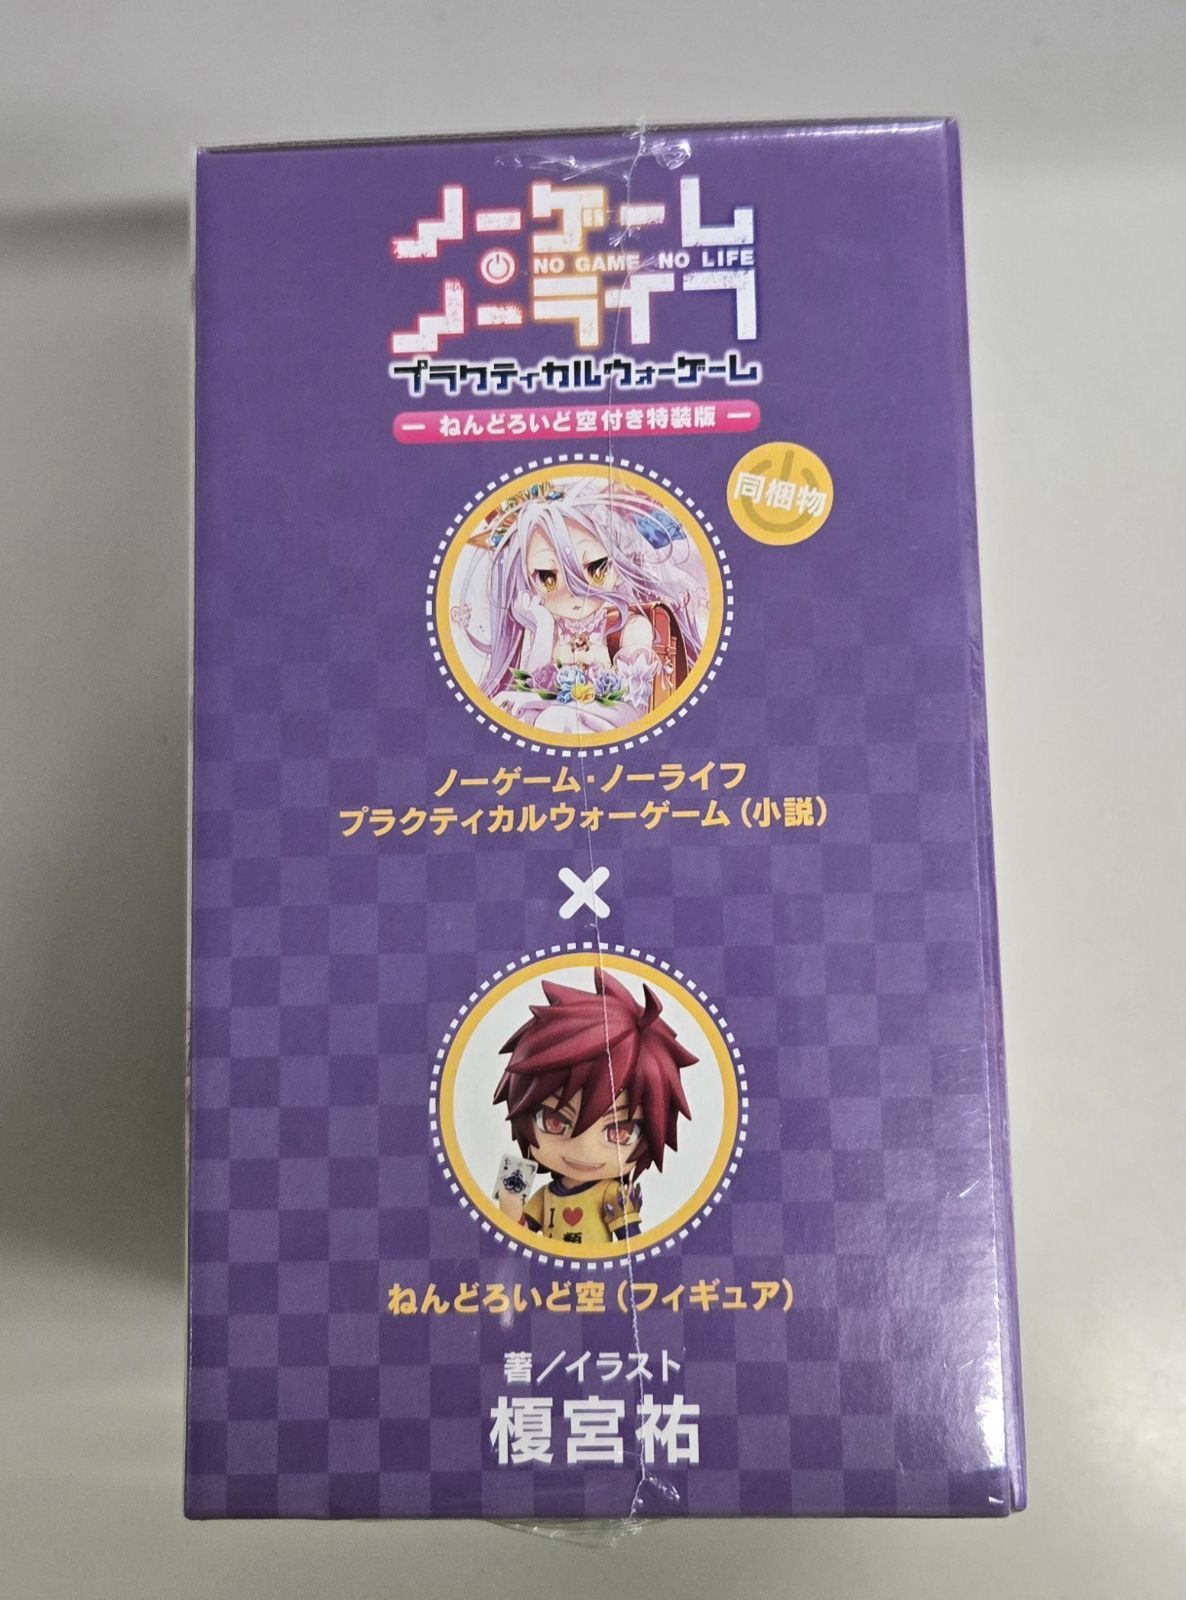 ノーゲーム
NO GAME NO LIFE
ノーライフ
プラクティカルウォーゲーム
ー ねんどろいど空付き特装版 ー
同梱物
ノーゲーム・ノーライフ
プラクティカルウォーゲーム（小説）
×
I ♥
類
ねんどろいど空（フィギュア）
著／イラスト
榎宮祐